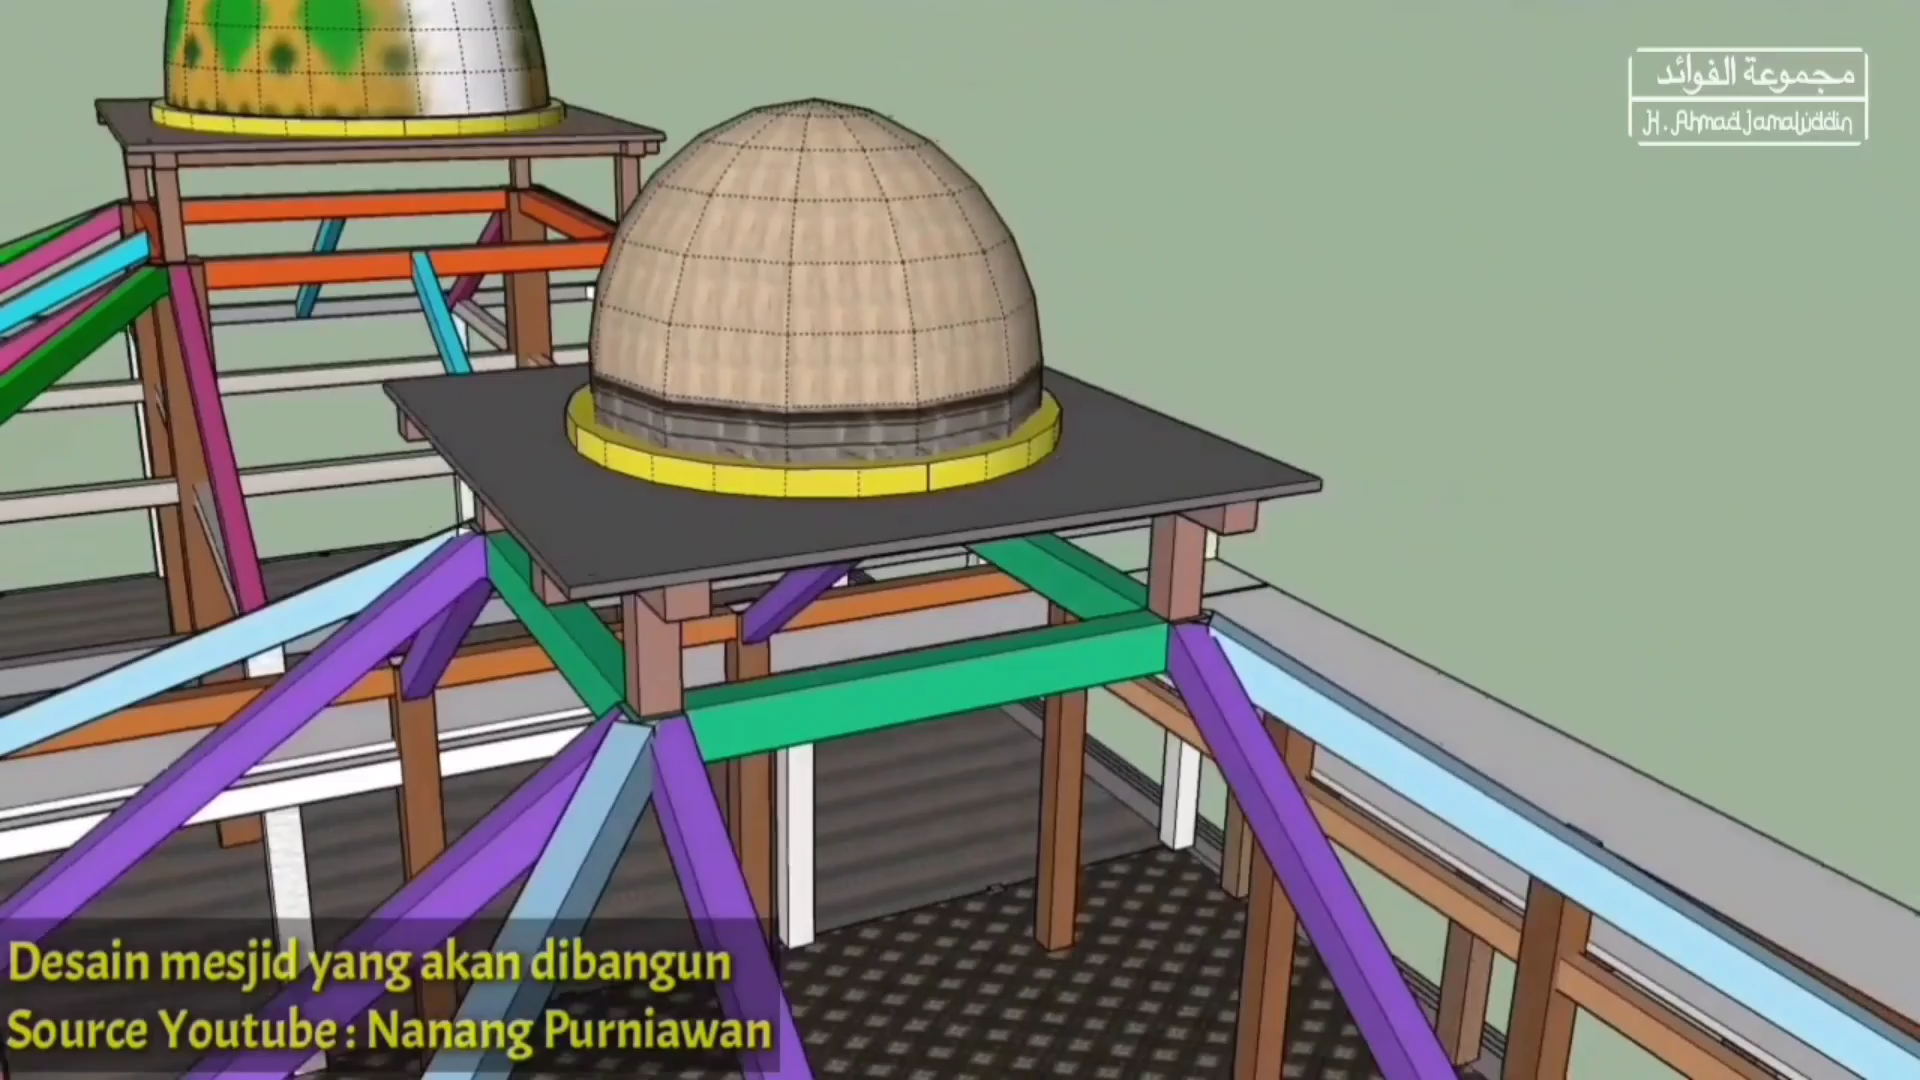 مجموعة الفوائد
H. Ahmad Jamaluddin
Desain mesjid yang akan dibangun
Source Youtube : Nanang Purniawan